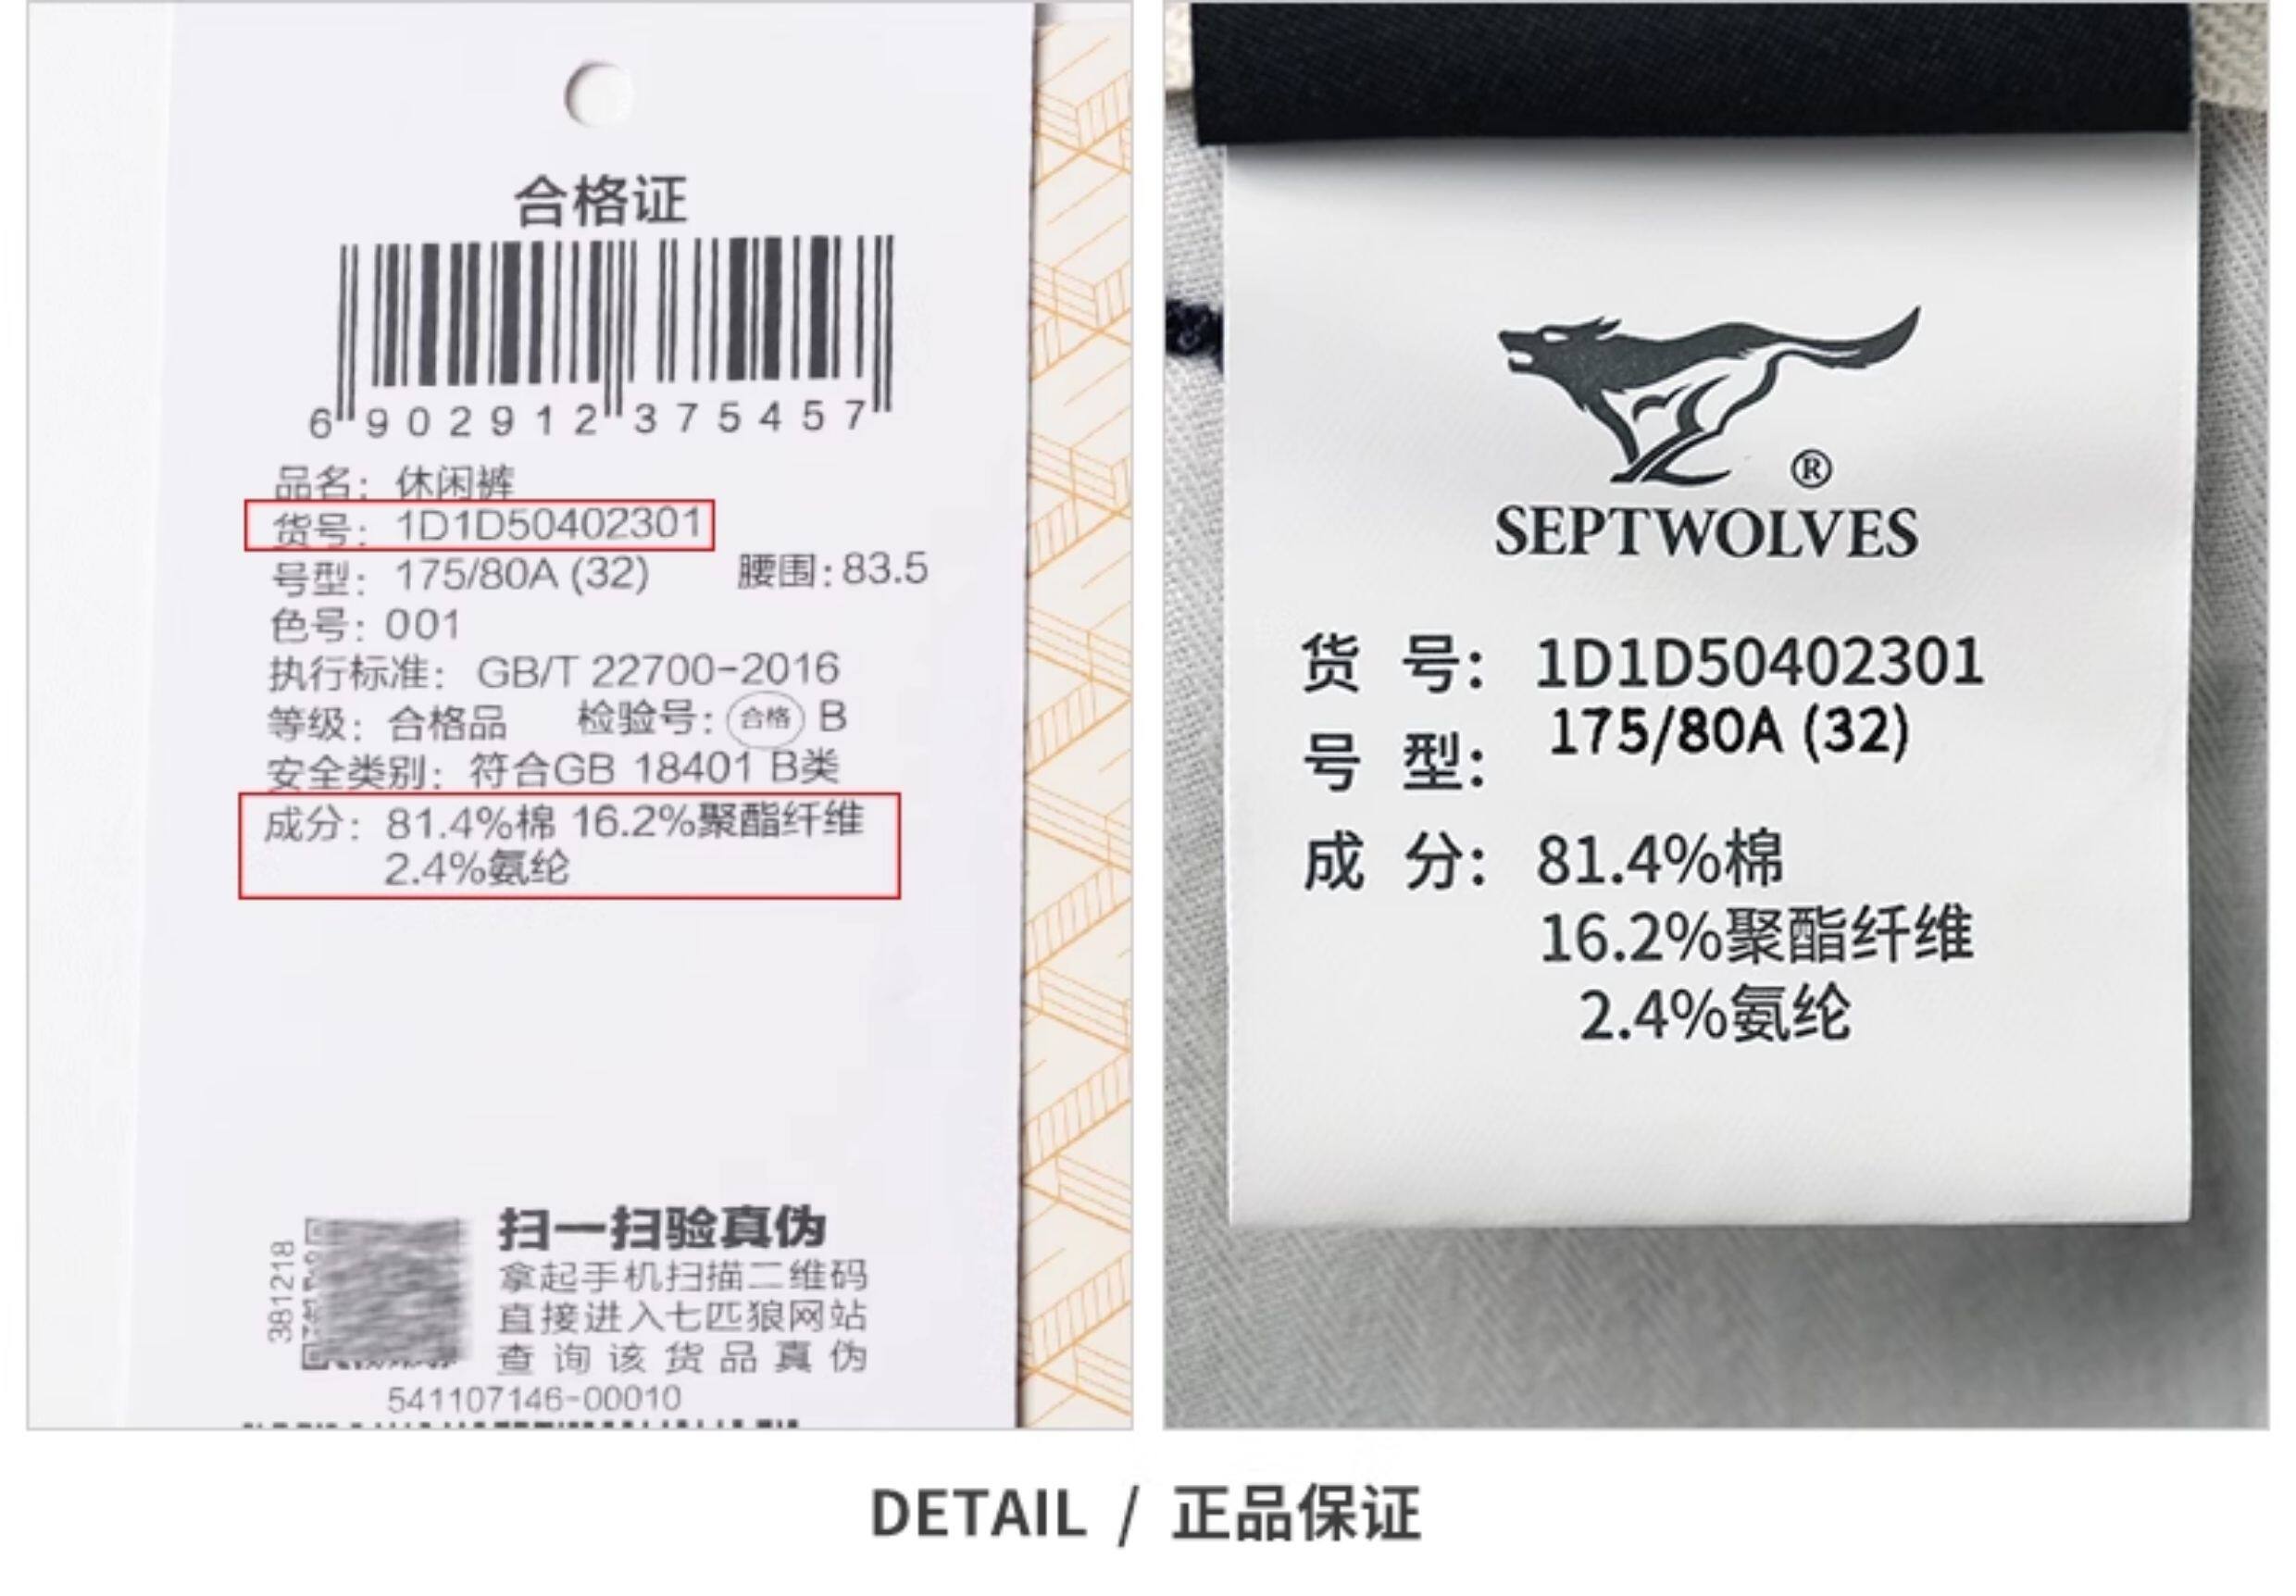 合格证
6 902912 375457
品名：休闲裤
货号：1D1D50402301
号型：175/80A (32) 腰围：83.5
色号：001
执行标准：GB/T 22700-2016
等级：合格品 检验号：合格 B
安全类别：符合GB 18401 B类
成分：81.4%棉 16.2%聚酯纤维
2.4%氨纶
381218
扫一扫验真伪
拿起手机扫描二维码
直接进入七匹狼网站
查询该货品真伪
541107146-00010
®
SEPTWOLVES
货 号：1D1D50402301
号 型：175/80A (32)
成 分：81.4%棉
16.2%聚酯纤维
2.4%氨纶
DETAIL / 正品保证